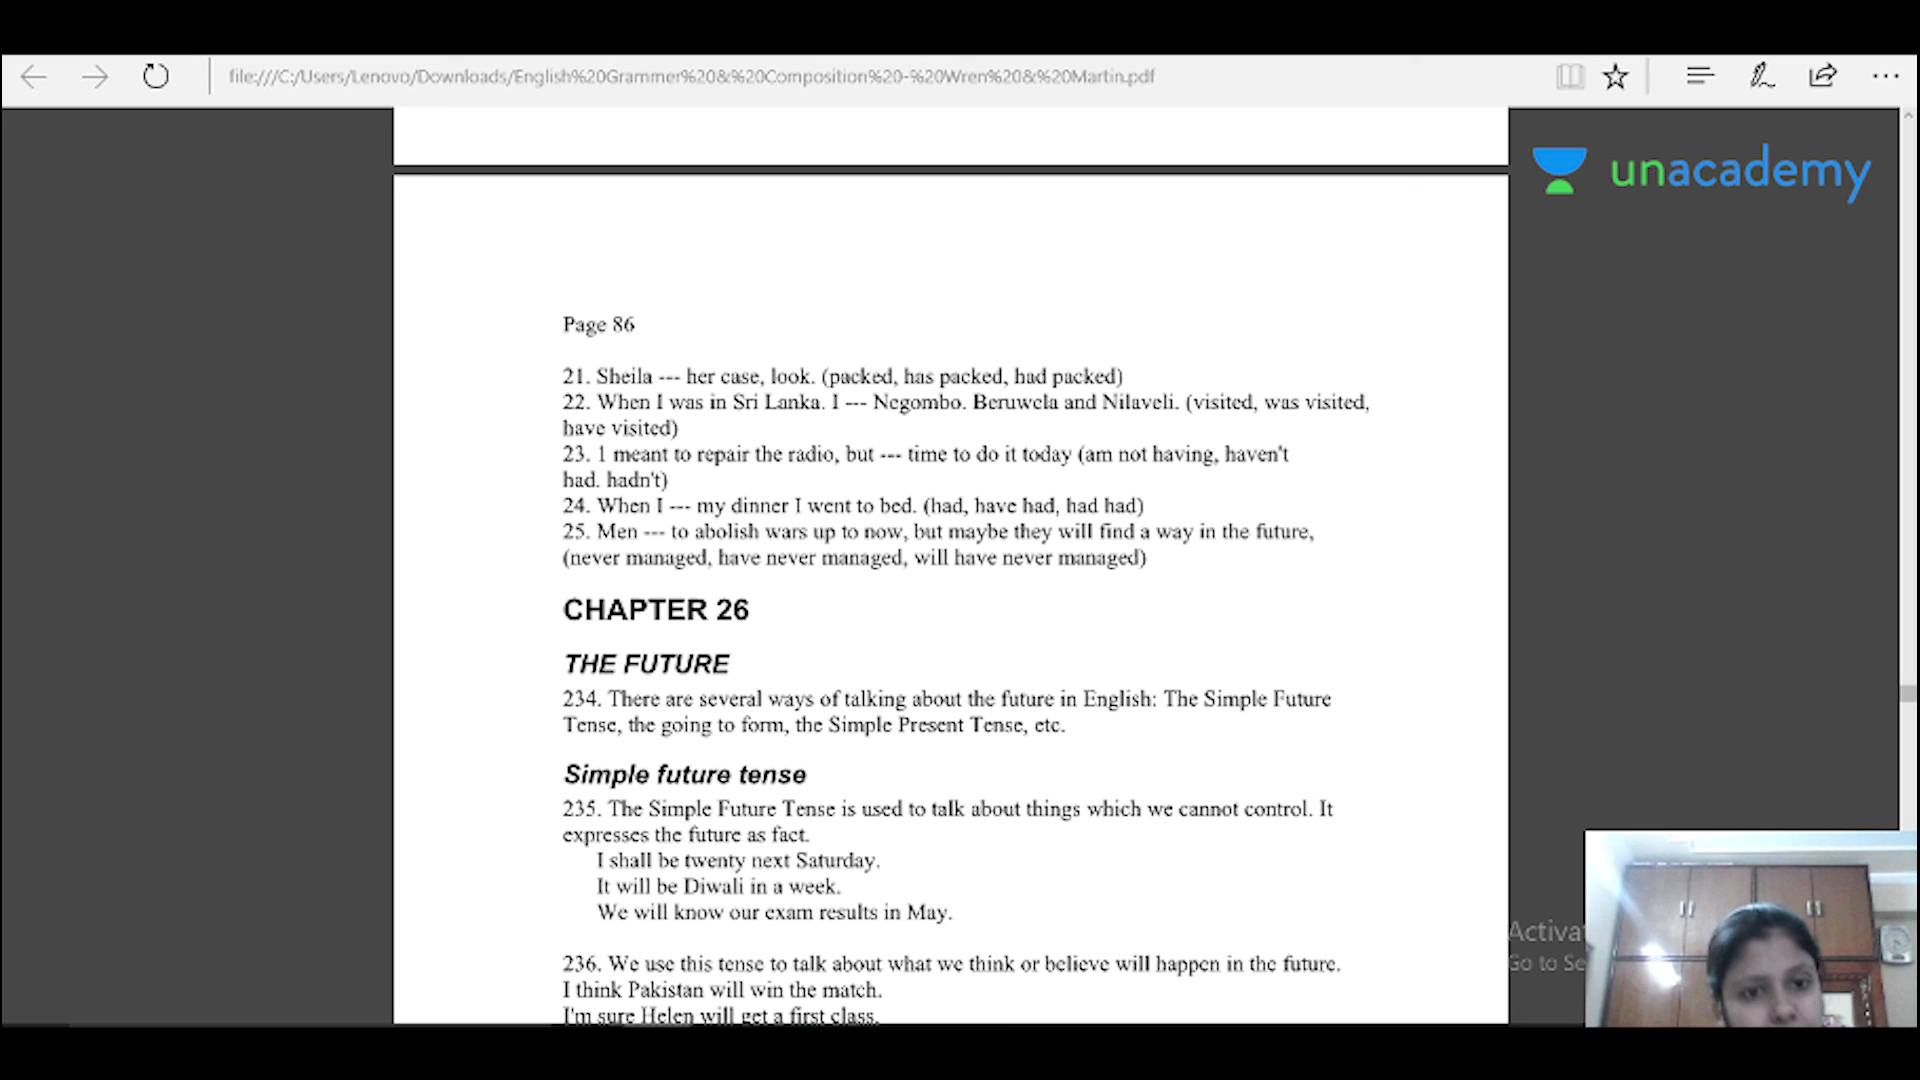 file:///C:/Users/Lenovo/Downloads/English%20Grammer%20&%20Composition%20-%20Wren%20&%20Martin.pdf
unacademy
Page 86
21. Sheila --- her case, look. (packed, has packed, had packed)
22. When I was in Sri Lanka. I --- Negombo. Beruwela and Nilaveli. (visited, was visited,
have visited)
23. 1 meant to repair the radio, but --- time to do it today (am not having, haven't
had. hadn't)
24. When I --- my dinner I went to bed. (had, have had, had had)
25. Men --- to abolish wars up to now, but maybe they will find a way in the future,
(never managed, have never managed, will have never managed)
CHAPTER 26
THE FUTURE
234. There are several ways of talking about the future in English: The Simple Future
Tense, the going to form, the Simple Present Tense, etc.
Simple future tense
235. The Simple Future Tense is used to talk about things which we cannot control. It
expresses the future as fact.
I shall be twenty next Saturday.
It will be Diwali in a week.
We will know our exam results in May.
236. We use this tense to talk about what we think or believe will happen in the future.
I think Pakistan will win the match.
I'm sure Helen will get a first class.
Activa
Go to Se